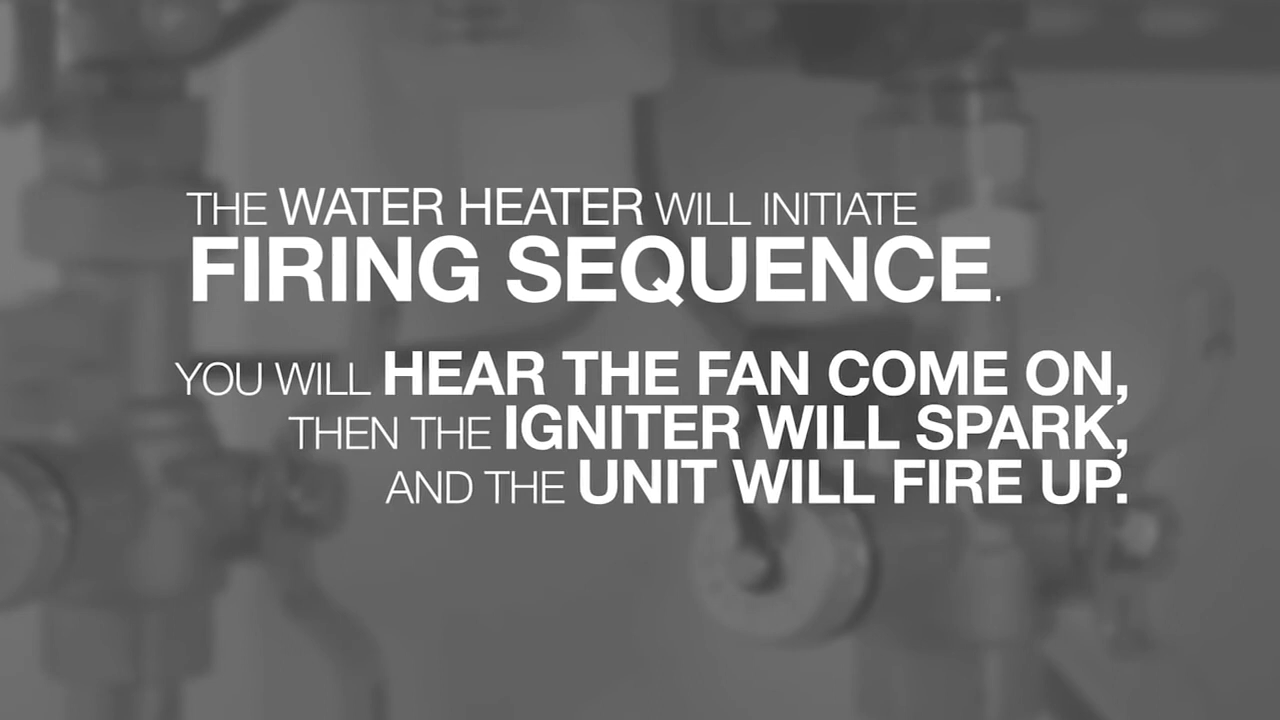 THE WATER HEATER WILL INITIATE
FIRING SEQUENCE.
YOU WILL HEAR THE FAN COME ON,
THEN THE IGNITER WILL SPARK,
AND THE UNIT WILL FIRE UP.